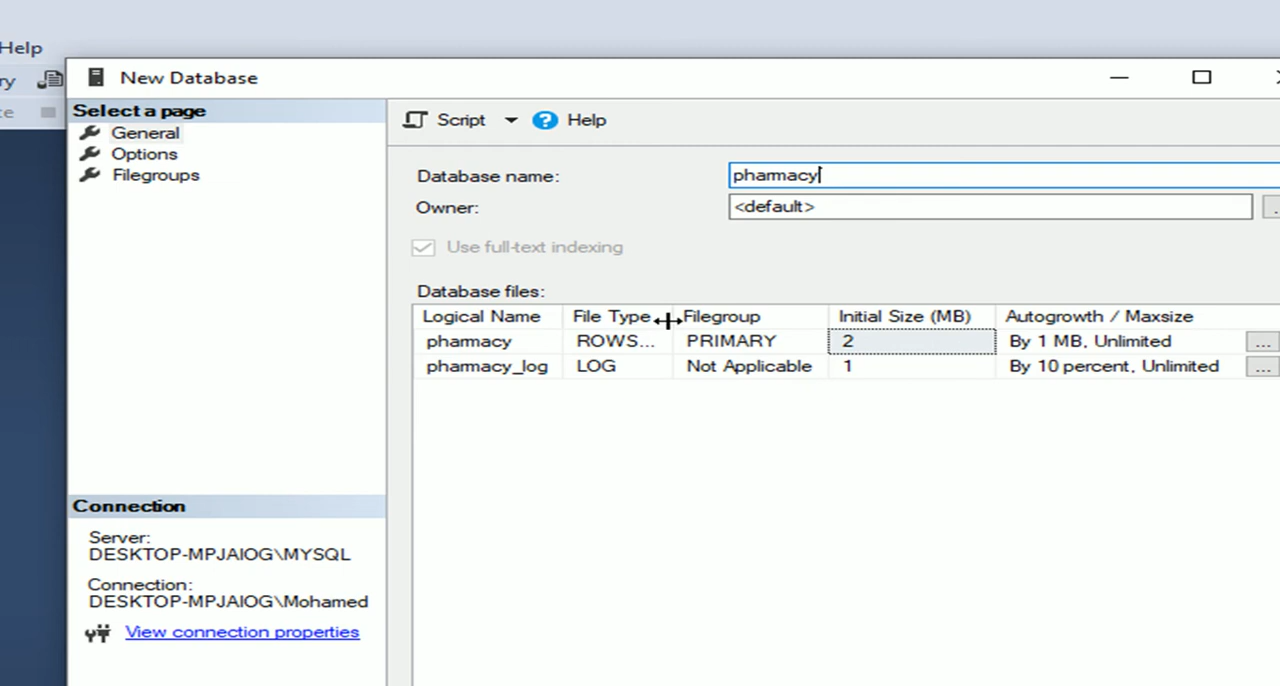 Help
ry
New Database
te
Select a page
General
Options
Filegroups
Script
Help
Database name:
pharmacy
Owner:
<default>
...
Use full-text indexing
Database files:
Logical Name File Type Filegroup Initial Size (MB) Autogrowth / Maxsize
pharmacy ROWS... PRIMARY 2 By 1 MB, Unlimited ...
pharmacy_log LOG Not Applicable 1 By 10 percent, Unlimited ...
Connection
Server:
DESKTOP-MPJAIOG\MYSQL
Connection:
DESKTOP-MPJAIOG\Mohamed
View connection properties